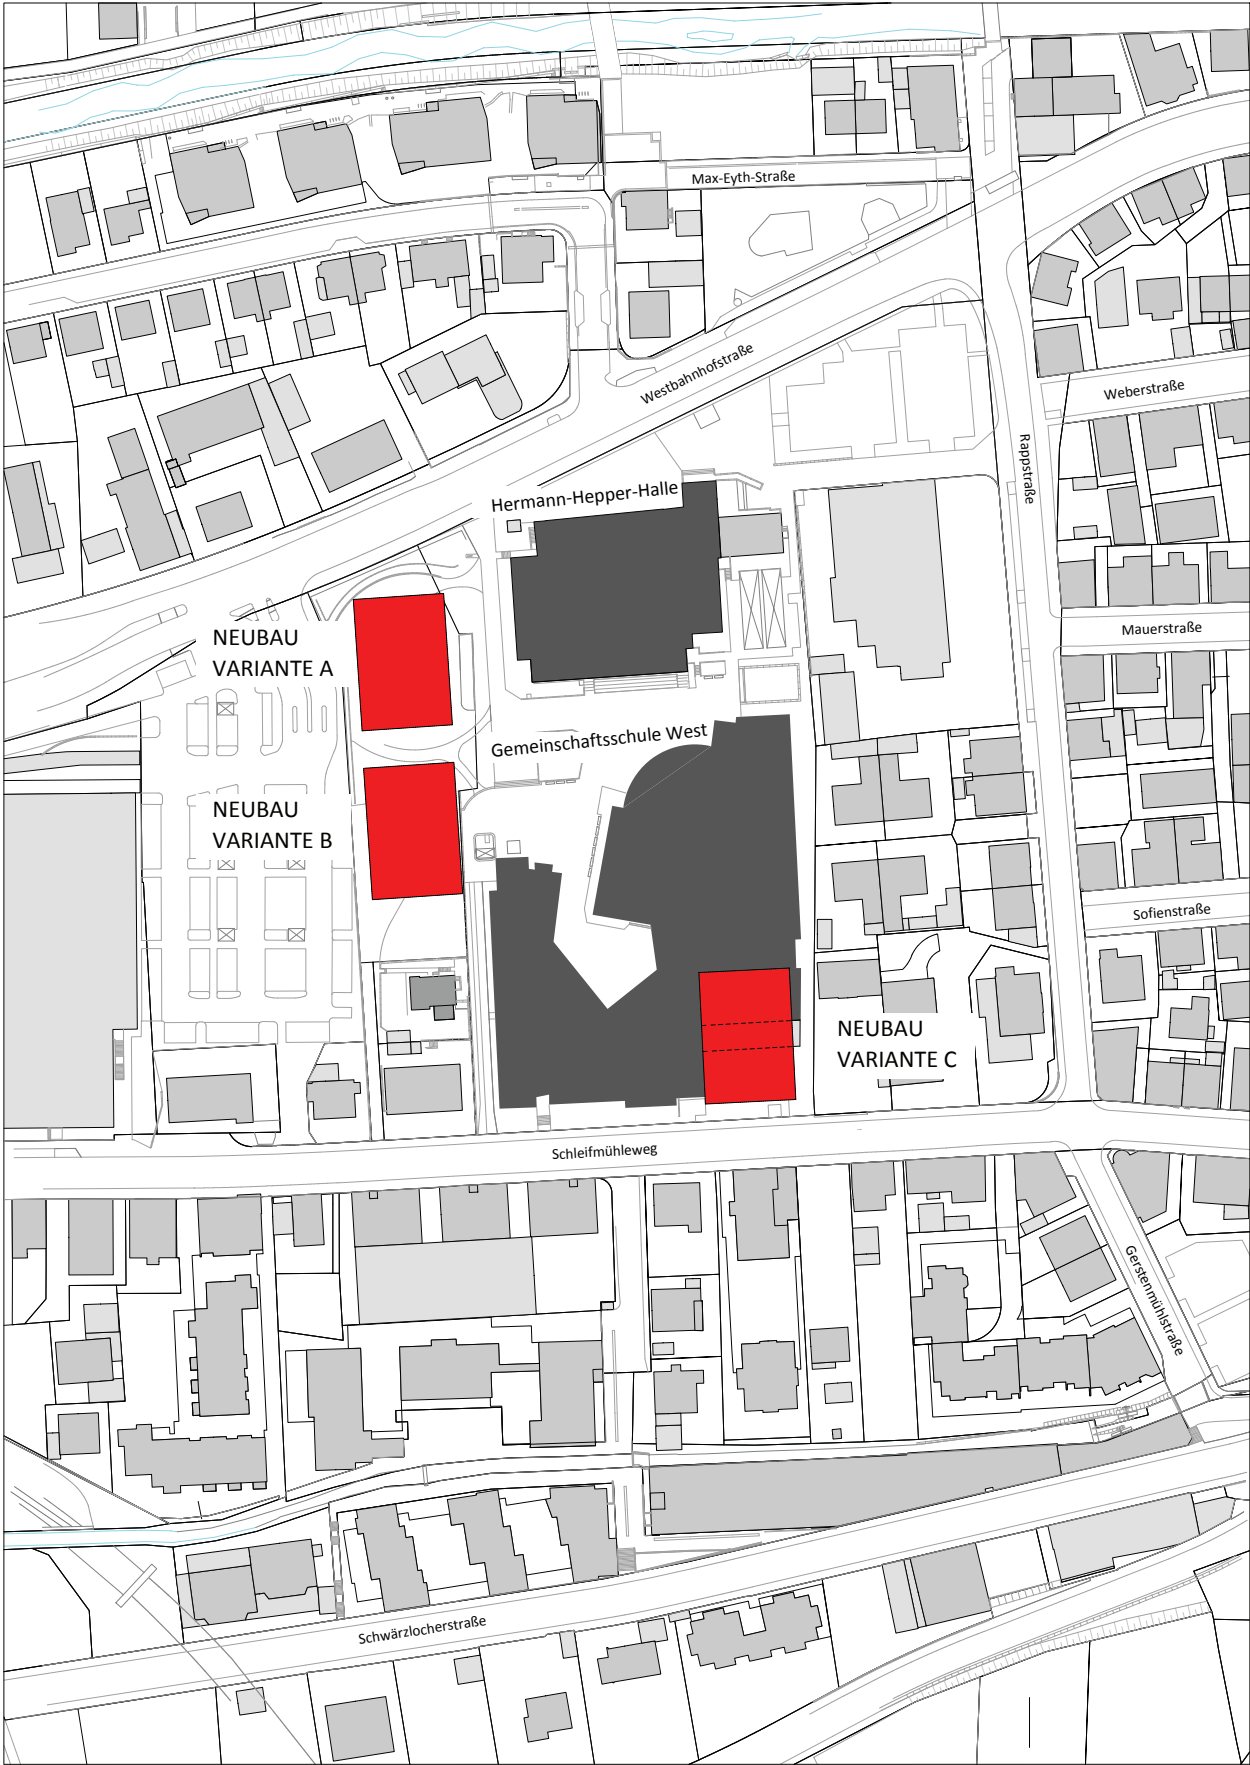 Max-Eyth-Straße
Westbahnhofstraße
Weberstraße
Rappstraße
Hermann-Hepper-Halle
NEUBAU
VARIANTE A
Mauerstraße
Gemeinschaftsschule West
NEUBAU
VARIANTE B
Sofienstraße
NEUBAU
VARIANTE C
Schleifmühleweg
Gerstenmühlstraße
Schwärzlocherstraße